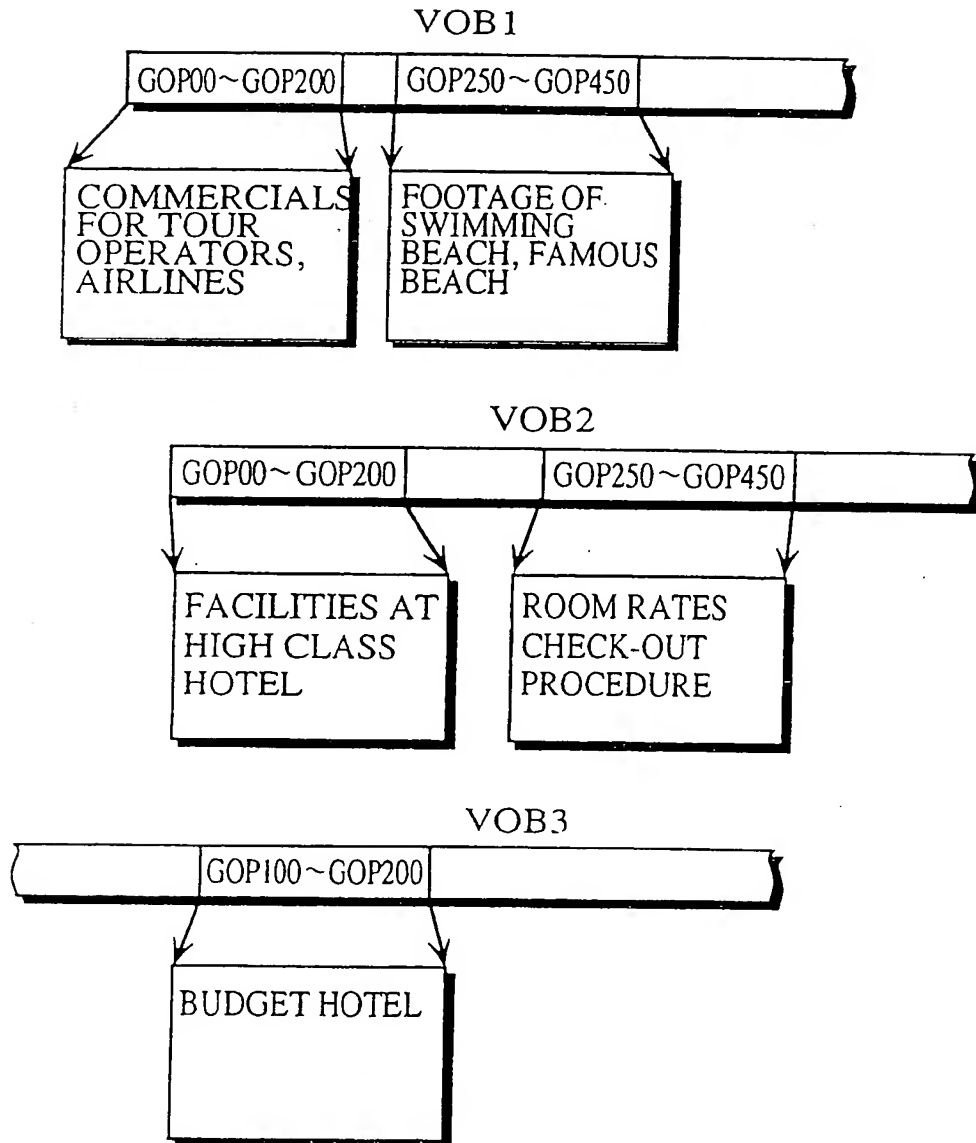 VOB1
GOP00~GOP200
GOP250~GOP450
COMMERCIALS
FOR TOUR
OPERATORS,
AIRLINES
FOOTAGE OF
SWIMMING
BEACH, FAMOUS
BEACH
VOB2
GOP00~GOP200
GOP250~GOP450
FACILITIES AT
HIGH CLASS
HOTEL
ROOM RATES
CHECK-OUT
PROCEDURE
VOB3
GOP100~GOP200
BUDGET HOTEL